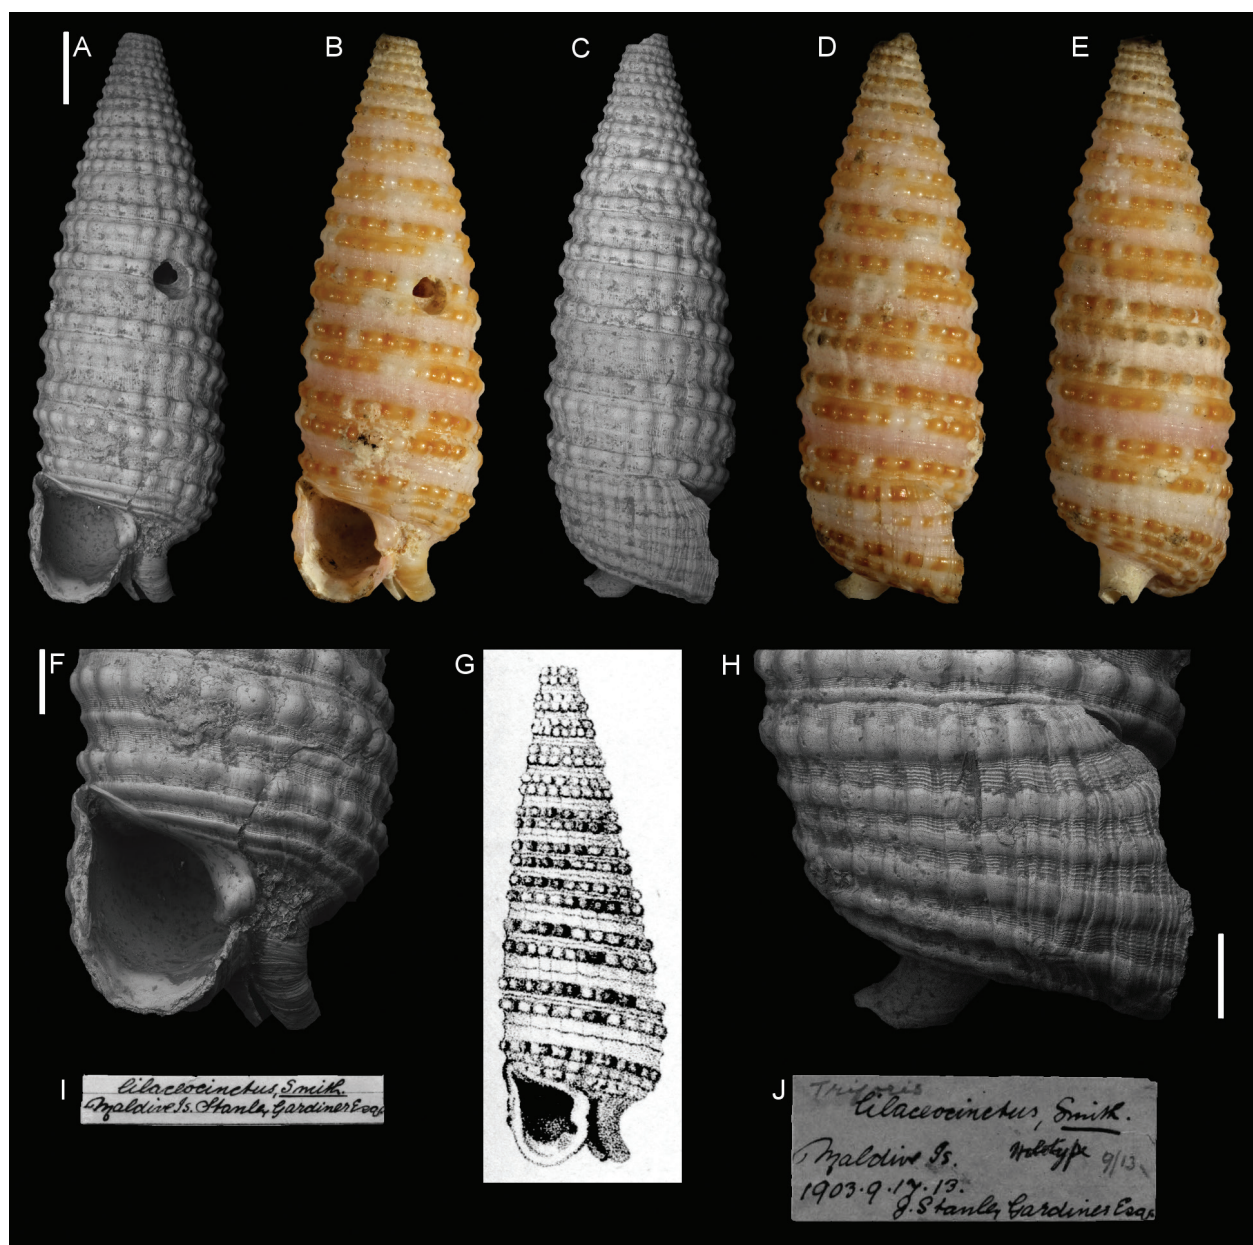 A
B
C
D
E
F
G
H
I
lilaceocinctus, Smith.
Maldive Is. Stanley Gardiner Esq.
J
Triforis
lilaceocinctus, Smith.
Maldive Is. Holotype 9/13.
1903.9.17.13.
J. Stanley Gardiner Esq.